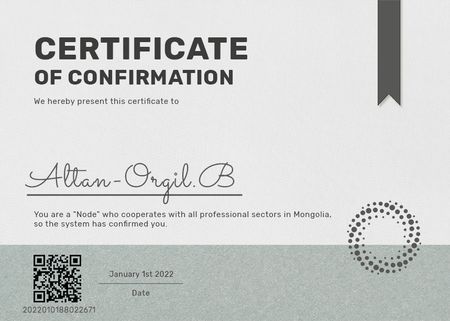 CERTIFICATE
OF CONFIRMATION
We hereby present this certificate to
Altan-Orgil.B
You are a "Node" who cooperates with all professional sectors in Mongolia,
so the system has confirmed you.
January 1st 2022
Date
2022010188022671